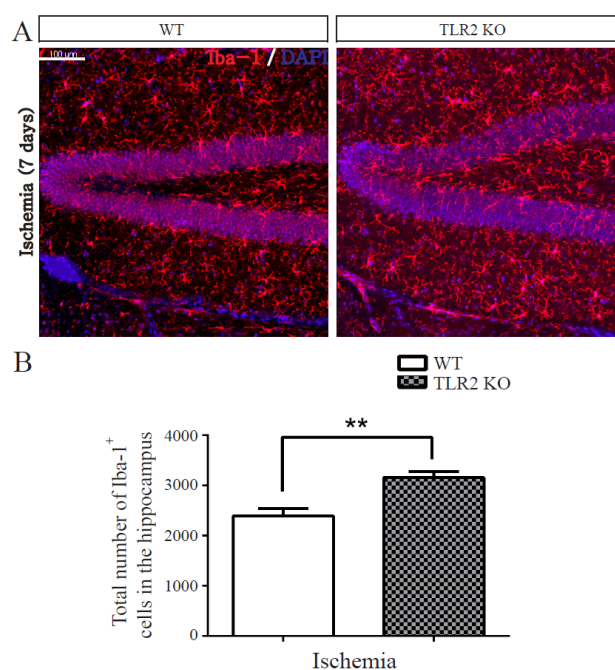 A
WT
TLR2 KO
100 μm
Iba-1 / DAPI
Ischemia (7 days)
B
WT
TLR2 KO
**
Total number of Iba-1+
cells in the hippocampus
4000
3000
2000
1000
0
Ischemia